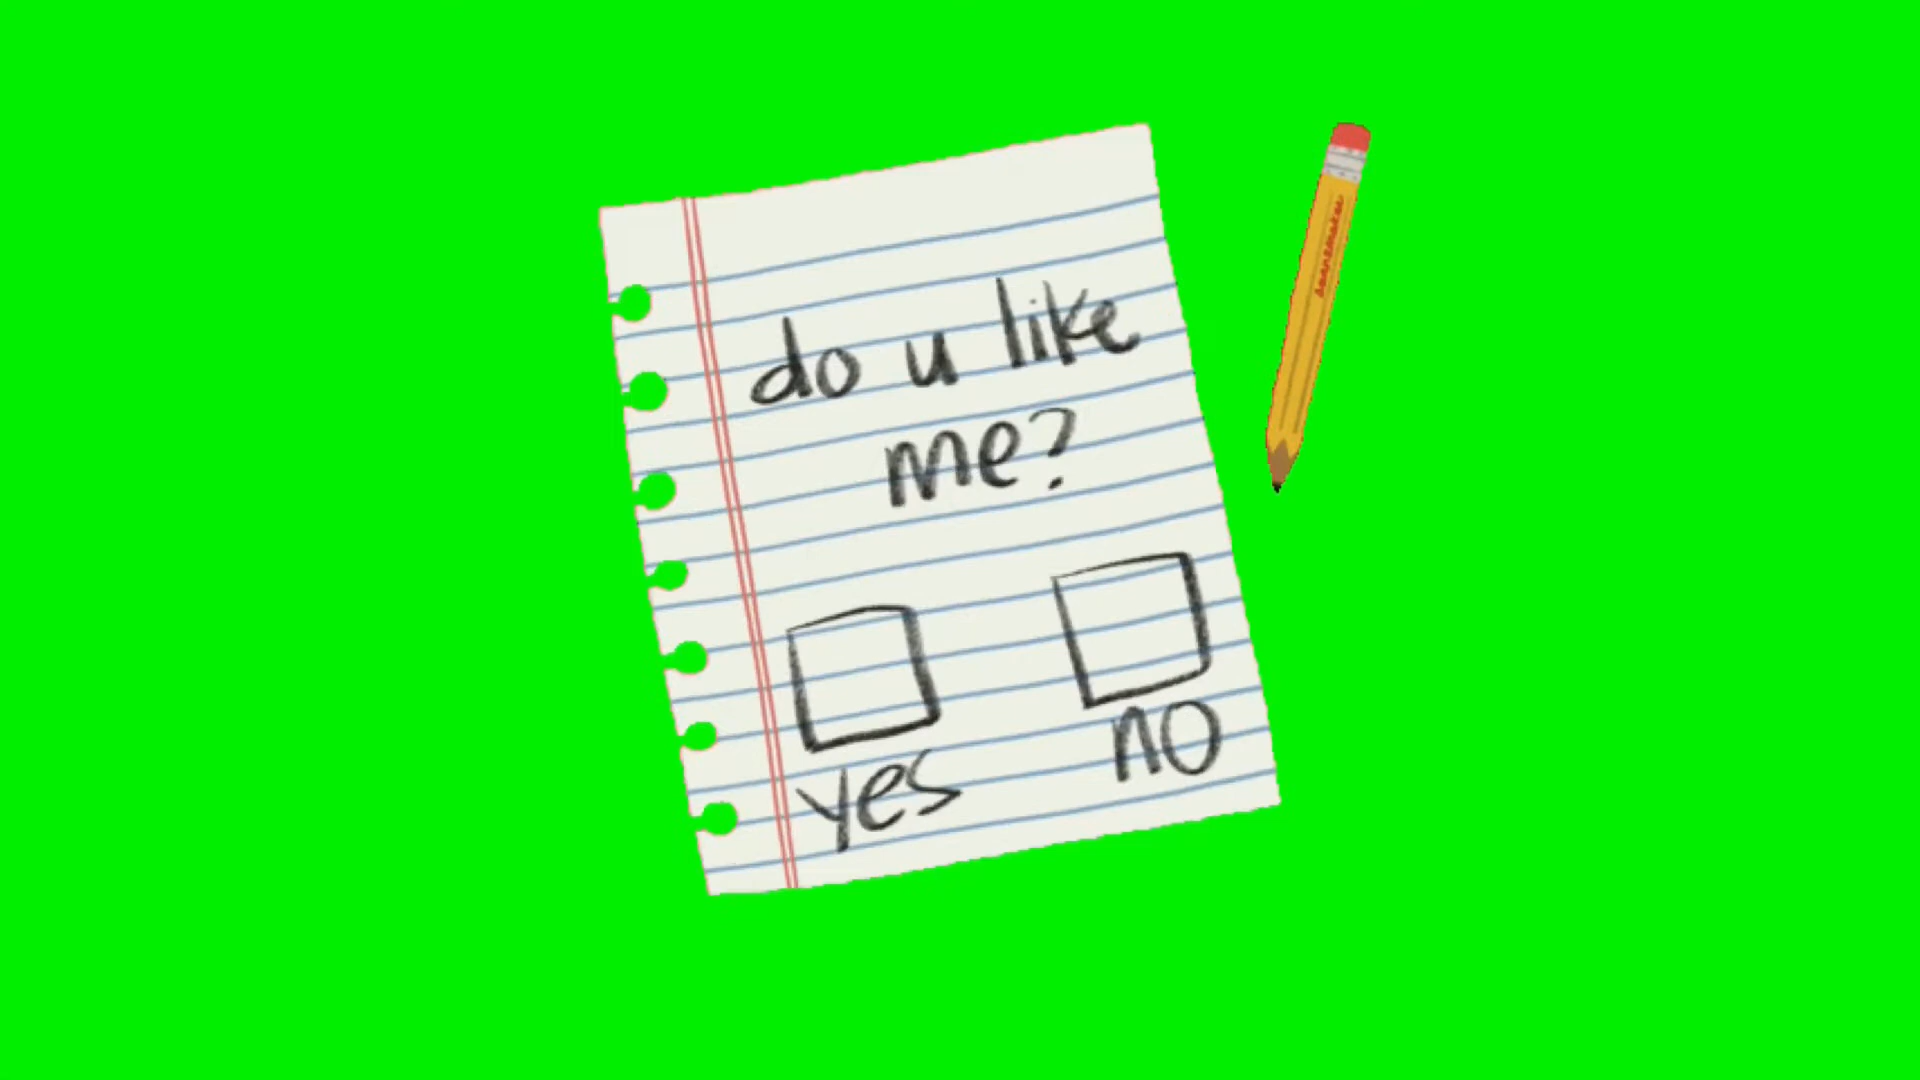 do u like
me?
yes
no